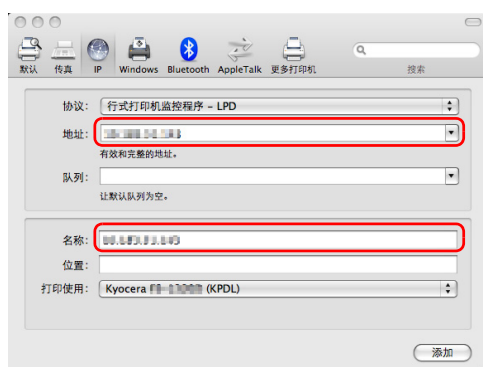 默认 传真 IP Windows Bluetooth AppleTalk 更多打印机 搜索
协议: 行式打印机监控程序 – LPD
地址:
有效和完整的地址。
队列:
让默认队列为空。
名称:
位置:
打印使用: Kyocera (KPDL)
添加